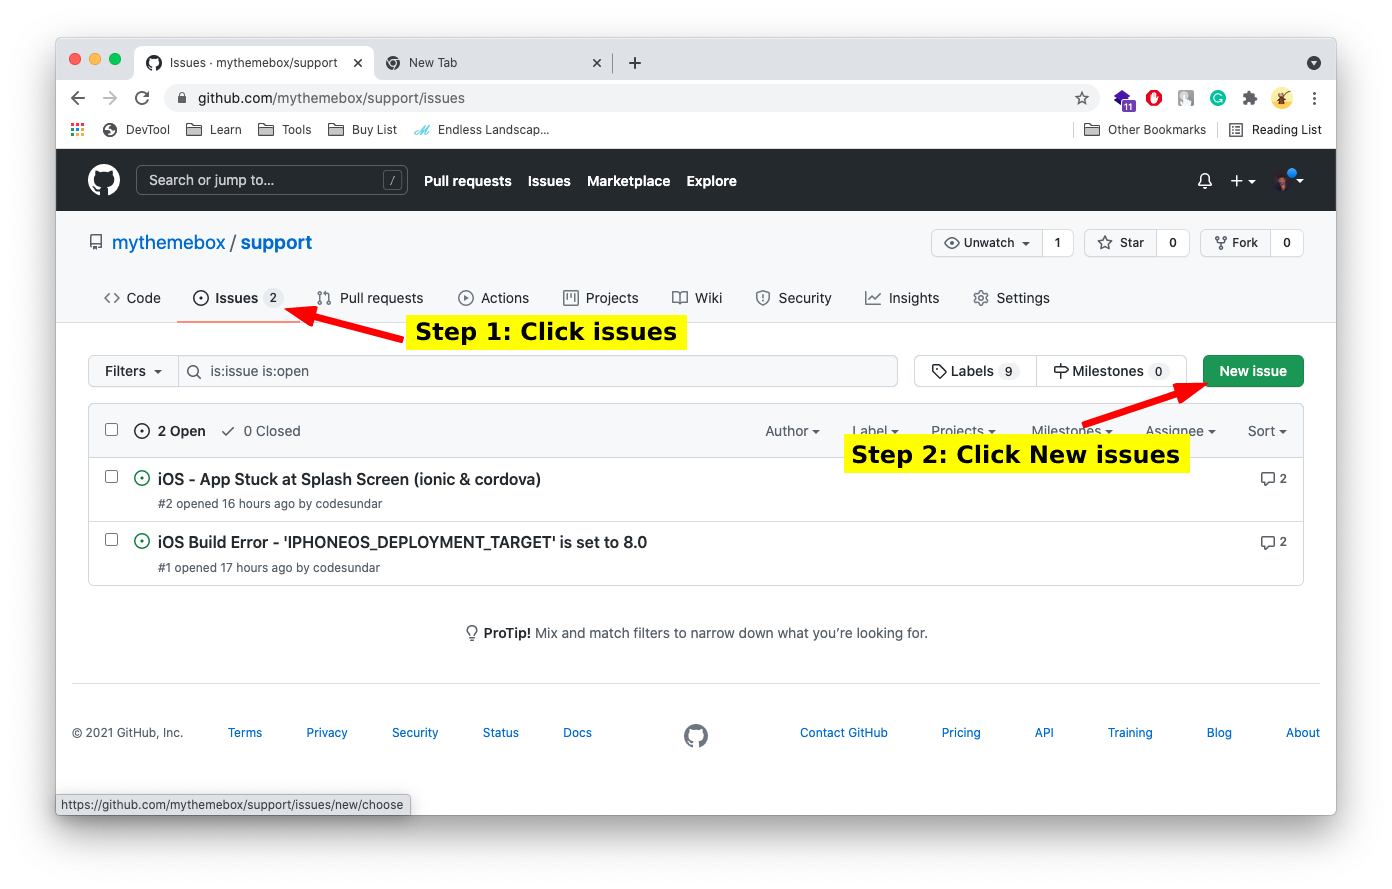 Issues · mythemebox/support
New Tab
github.com/mythemebox/support/issues
11
DevTool
Learn
Tools
Buy List
Endless Landscap...
Other Bookmarks
Reading List
Search or jump to...
/
Pull requests
Issues
Marketplace
Explore
mythemebox / support
Unwatch
1
Star
0
Fork
0
Code
Issues 2
Pull requests
Actions
Projects
Wiki
Security
Insights
Settings
Step 1: Click issues
Filters
is:issue is:open
Labels 9
Milestones 0
New issue
2 Open
0 Closed
Author
Label
Projects
Milestones
Assignee
Sort
Step 2: Click New issues
iOS - App Stuck at Splash Screen (ionic & cordova)
2
#2 opened 16 hours ago by codesundar
iOS Build Error - 'IPHONEOS_DEPLOYMENT_TARGET' is set to 8.0
2
#1 opened 17 hours ago by codesundar
ProTip! Mix and match filters to narrow down what you’re looking for.
© 2021 GitHub, Inc.
Terms
Privacy
Security
Status
Docs
Contact GitHub
Pricing
API
Training
Blog
About
https://github.com/mythemebox/support/issues/new/choose